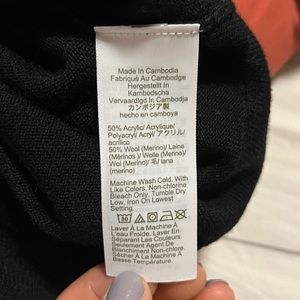 Made In Cambodia
Fabriqué Au Cambodge
Hergestellt In
Kambodscha
Vervaardigd In Cambodja
カンボジア製
hecho en camboya
50% Acrylic/ Acrylique/
Polyacryl/ Acryl/ アクリル/
acrílico
50% Wool (Merino)/ Laine
(Mérinos) / Wolle (Merino)/
Wol (Merino)/ 毛/ lana
(merino)
Machine Wash Cold. With
Like Colors. Non-chlorine
Bleach Only. Tumble Dry
Low. Iron On Lowest
Setting.
30
Laver À La Machine À
L'eau Froide. Laver En
Séparant Les Couleurs.
Seulement Agent De
Blanchiment Non-chloré.
Sécher À La Machine À
Basse Température.